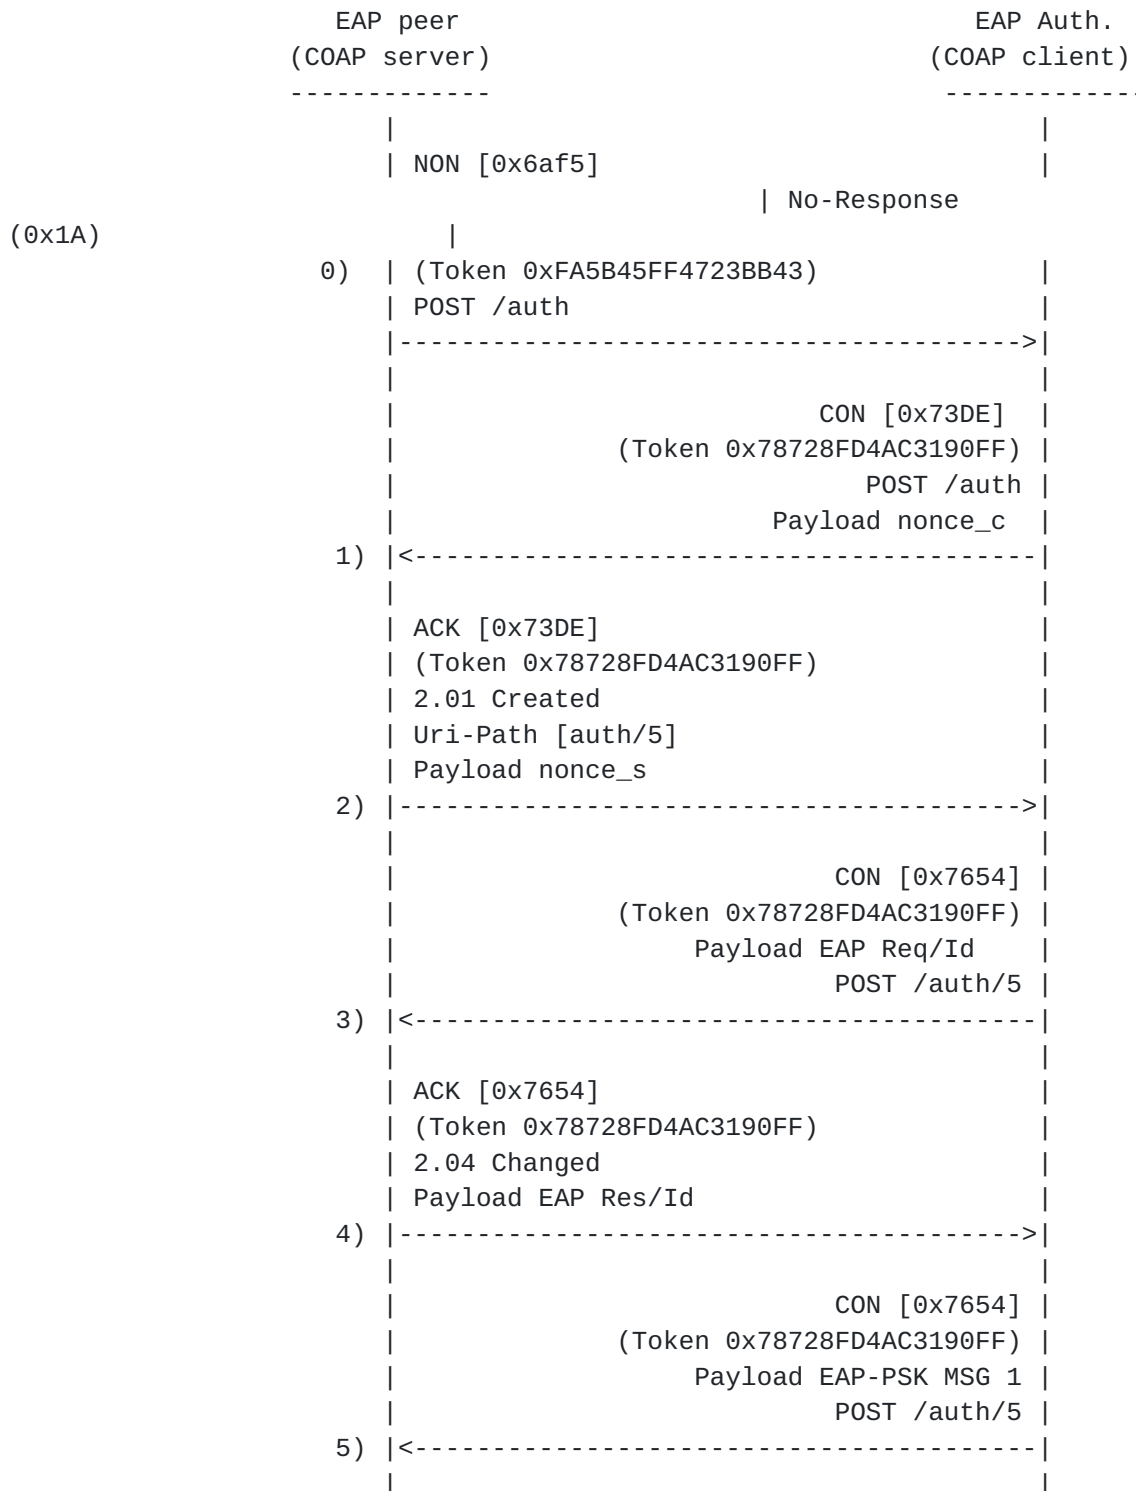 EAP peer                                 EAP Auth.
                  (COAP server)                            (COAP client)
                  -------------                             -------------
                        |                                         |
                        | NON [0x6af5]                            |
                                                | No-Response
(0x1A)                      |
                    0)  | (Token 0xFA5B45FF4723BB43)              |
                        | POST /auth                              |
                        |---------------------------------------->|
                        |                                         |
                        |                           CON [0x73DE]  |
                        |              (Token 0x78728FD4AC3190FF) |
                        |                              POST /auth |
                        |                        Payload nonce_c  |
                     1) |<----------------------------------------|
                        |                                         |
                        | ACK [0x73DE]                            |
                        | (Token 0x78728FD4AC3190FF)              |
                        | 2.01 Created                            |
                        | Uri-Path [auth/5]                       |
                        | Payload nonce_s                         |
                     2) |---------------------------------------->|
                        |                                         |
                        |                            CON [0x7654] |
                        |              (Token 0x78728FD4AC3190FF) |
                        |                   Payload EAP Req/Id    |
                        |                            POST /auth/5 |
                     3) |<----------------------------------------|
                        |                                         |
                        | ACK [0x7654]                            |
                        | (Token 0x78728FD4AC3190FF)              |
                        | 2.04 Changed                            |
                        | Payload EAP Res/Id                      |
                     4) |---------------------------------------->|
                        |                                         |
                        |                            CON [0x7654] |
                        |              (Token 0x78728FD4AC3190FF) |
                        |                   Payload EAP-PSK MSG 1 |
                        |                            POST /auth/5 |
                     5) |<----------------------------------------|
                        |                                         |